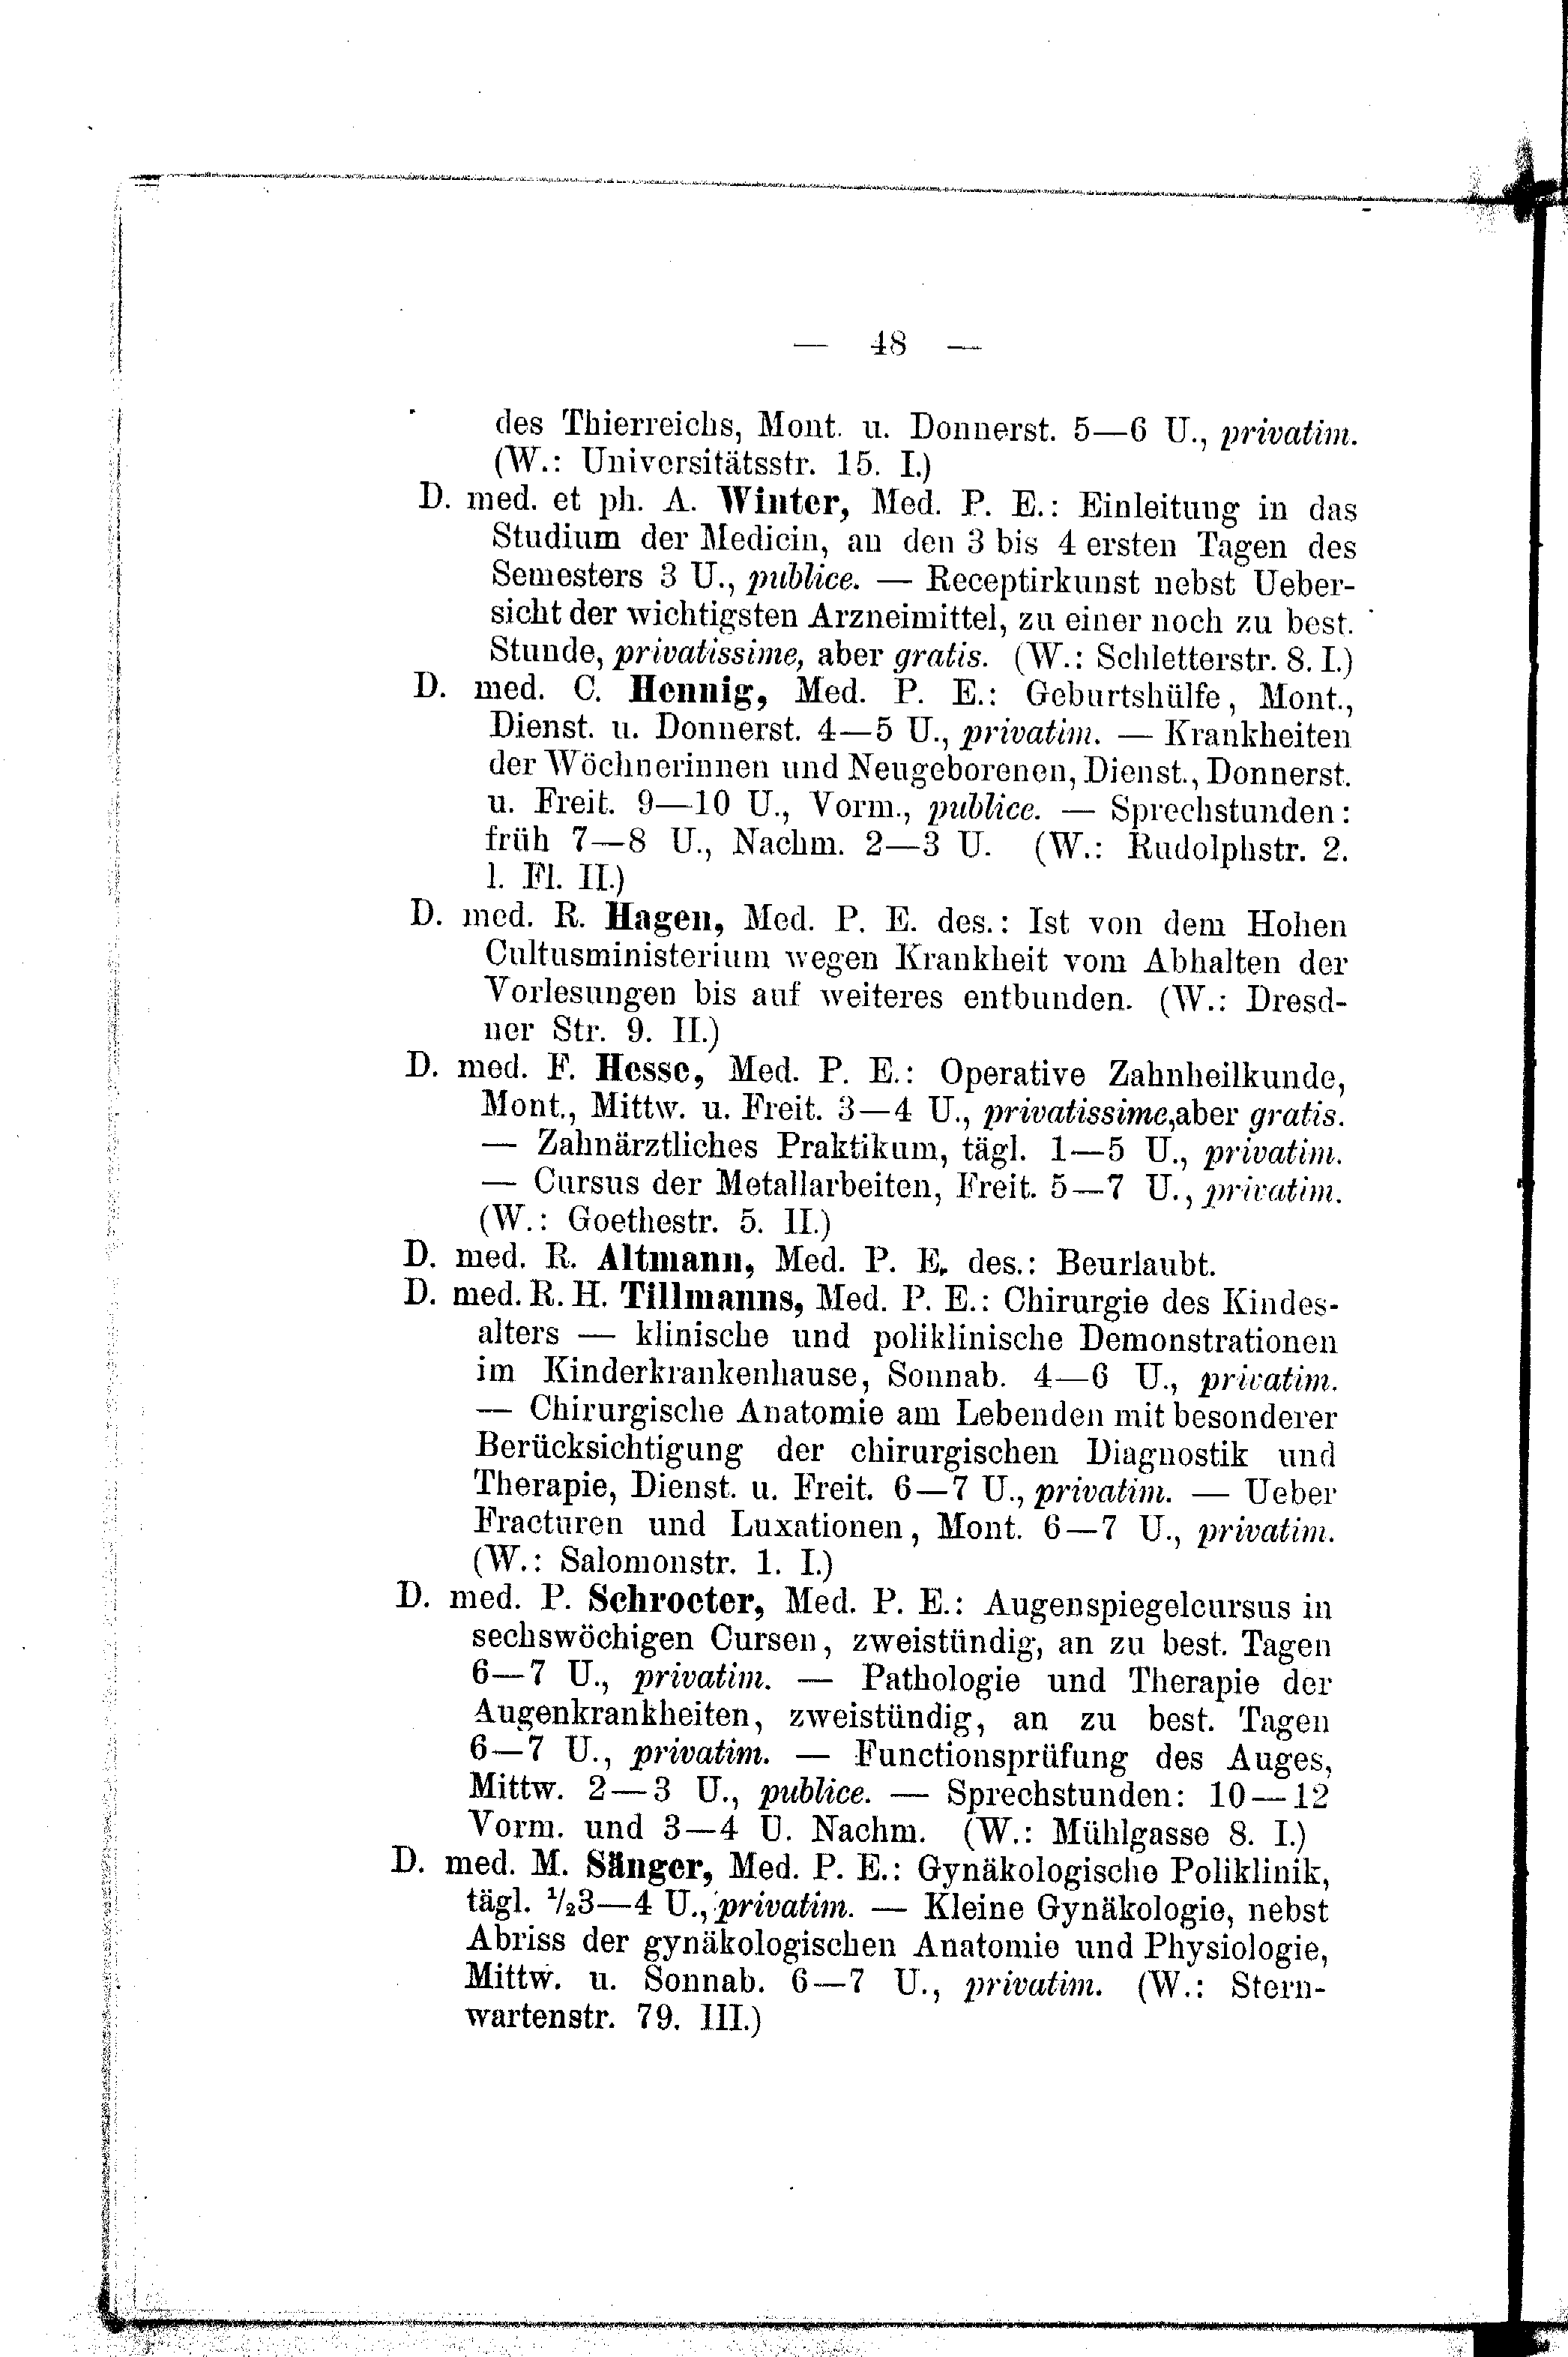 — 48 —
des Thierreichs, Mont. u. Donnerst. 5—6 U., privatim.
(W.: Universitätsstr. 15. I.)
D. med. et ph. A. Winter, Med. P. E.: Einleitung in das
Studium der Medicin, an den 3 bis 4 ersten Tagen des
Semesters 3 U., publice. — Receptirkunst nebst Ueber-
sicht der wichtigsten Arzneimittel, zu einer noch zu best.
Stunde, privatissime, aber gratis. (W.: Schletterstr. 8. I.)
D. med. C. Hennig, Med. P. E.: Geburtshülfe, Mont.,
Dienst. u. Donnerst. 4—5 U., privatim. — Krankheiten
der Wöchnerinnen und Neugeborenen, Dienst., Donnerst.
u. Freit. 9—10 U., Vorm., publice. — Sprechstunden:
früh 7—8 U., Nachm. 2—3 U. (W.: Rudolphstr. 2.
l. Fl. II.)
D. med. R. Hagen, Med. P. E. des.: Ist von dem Hohen
Cultusministerium wegen Krankheit vom Abhalten der
Vorlesungen bis auf weiteres entbunden. (W.: Dresd-
ner Str. 9. II.)
D. med. F. Hesse, Med. P. E.: Operative Zahnheilkunde,
Mont., Mittw. u. Freit. 3—4 U., privatissime,aber gratis.
— Zahnärztliches Praktikum, tägl. 1—5 U., privatim.
— Cursus der Metallarbeiten, Freit. 5—7 U., privatim.
(W.: Goethestr. 5. II.)
D. med. R. Altmann, Med. P. E. des.: Beurlaubt.
D. med. R. H. Tillmanns, Med. P. E.: Chirurgie des Kindes-
alters — klinische und poliklinische Demonstrationen
im Kinderkrankenhause, Sonnab. 4—6 U., privatim.
— Chirurgische Anatomie am Lebenden mit besonderer
Berücksichtigung der chirurgischen Diagnostik und
Therapie, Dienst. u. Freit. 6—7 U., privatim. — Ueber
Fracturen und Luxationen, Mont. 6—7 U., privatim.
(W.: Salomonstr. 1. I.)
D. med. P. Schroeter, Med. P. E.: Augenspiegelcursus in
sechswöchigen Cursen, zweistündig, an zu best. Tagen
6—7 U., privatim. — Pathologie und Therapie der
Augenkrankheiten, zweistündig, an zu best. Tagen
6—7 U., privatim. — Functionsprüfung des Auges,
Mittw. 2—3 U., publice. — Sprechstunden: 10—12
Vorm. und 3—4 U. Nachm. (W.: Mühlgasse 8. I.)
D. med. M. Sänger, Med. P. E.: Gynäkologische Poliklinik,
tägl. ½3—4 U., privatim. — Kleine Gynäkologie, nebst
Abriss der gynäkologischen Anatomie und Physiologie,
Mittw. u. Sonnab. 6—7 U., privatim. (W.: Stern-
wartenstr. 79. III.)